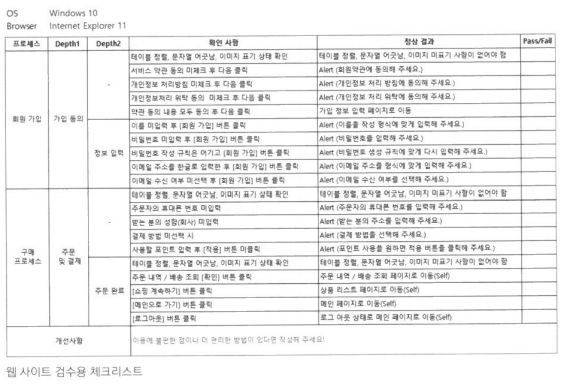 OS Windows 10
Browser Internet Explorer 11
프로세스 Depth1 Depth2 확인 사항 정상 결과 Pass/Fail
회원 가입 가입 동의 - 테이블 정렬, 문자열 어긋남, 이미지 표기 상태 확인 테이블 정렬, 문자열 어긋남, 이미지 미표기 사항이 없어야 함
서비스 약관 동의 미체크 후 다음 클릭 Alert (회원약관에 동의해 주세요.)
개인정보 처리방침 미체크 후 다음 클릭 Alert (개인정보 처리 방침에 동의해 주세요.)
개인정보처리 위탁 동의 미체크 후 다음 클릭 Alert (개인정보 처리 위탁에 동의해 주세요.)
약관 동의 내용 모두 동의 후 다음 클릭 가입 정보 입력 페이지로 이동
정보 입력 이름 미입력 후 [회원 가입] 버튼 클릭 Alert (이름을 작성 형식에 맞게 입력해 주세요.)
비밀번호 미입력 후 [회원 가입] 버튼 클릭 Alert (비밀번호를 입력해 주세요.)
비밀번호 작성 규칙은 어기고 [회원 가입] 버튼 클릭 Alert (비밀번호 생성 규칙에 맞게 다시 입력해 주세요.)
이메일 주소를 한글로 입력한 후 [회원 가입] 버튼 클릭 Alert (이메일 주소를 형식에 맞게 입력해 주세요.)
이메일 수신 여부 미선택 후 [회원 가입] 버튼 클릭 Alert (이메일 수신 여부를 선택해 주세요.)
구매 프로세스 주문 및 결제 - 테이블 정렬, 문자열 어긋남, 이미지 표기 상태 확인 테이블 정렬, 문자열 어긋남, 이미지 미표기 사항이 없어야 함
주문자의 휴대폰 번호 미입력 Alert (주문자의 휴대폰 번호를 입력해 주세요.)
받는 분의 성함(회사) 미입력 Alert (받는 분의 주소를 입력해 주세요.)
결제 방법 미선택 시 Alert (결제 방법을 선택해 주세요.)
사용할 포인트 입력 후 [적용] 버튼 미클릭 Alert (포인트 사용을 원하면 적용 버튼을 클릭해 주세요.)
주문 완료 테이블 정렬, 문자열 어긋남, 이미지 표기 상태 확인 테이블 정렬, 문자열 어긋남, 이미지 미표기 사항이 없어야 함
주문 내역 / 배송 조회 [확인] 버튼 클릭 주문 내역 / 배송 조회 페이지로 이동(Self)
[쇼핑 계속하기] 버튼 클릭 상품 리스트 페이지로 이동(Self)
[메인으로 가기] 버튼 클릭 메인 페이지로 이동(Self)
[로그아웃] 버튼 클릭 로그 아웃 상태로 메인 페이지로 이동(Self)
개선사항 이용에 불편한 점이나 더 편리한 방법이 있다면 작성해 주세요!
웹 사이트 검수용 체크리스트